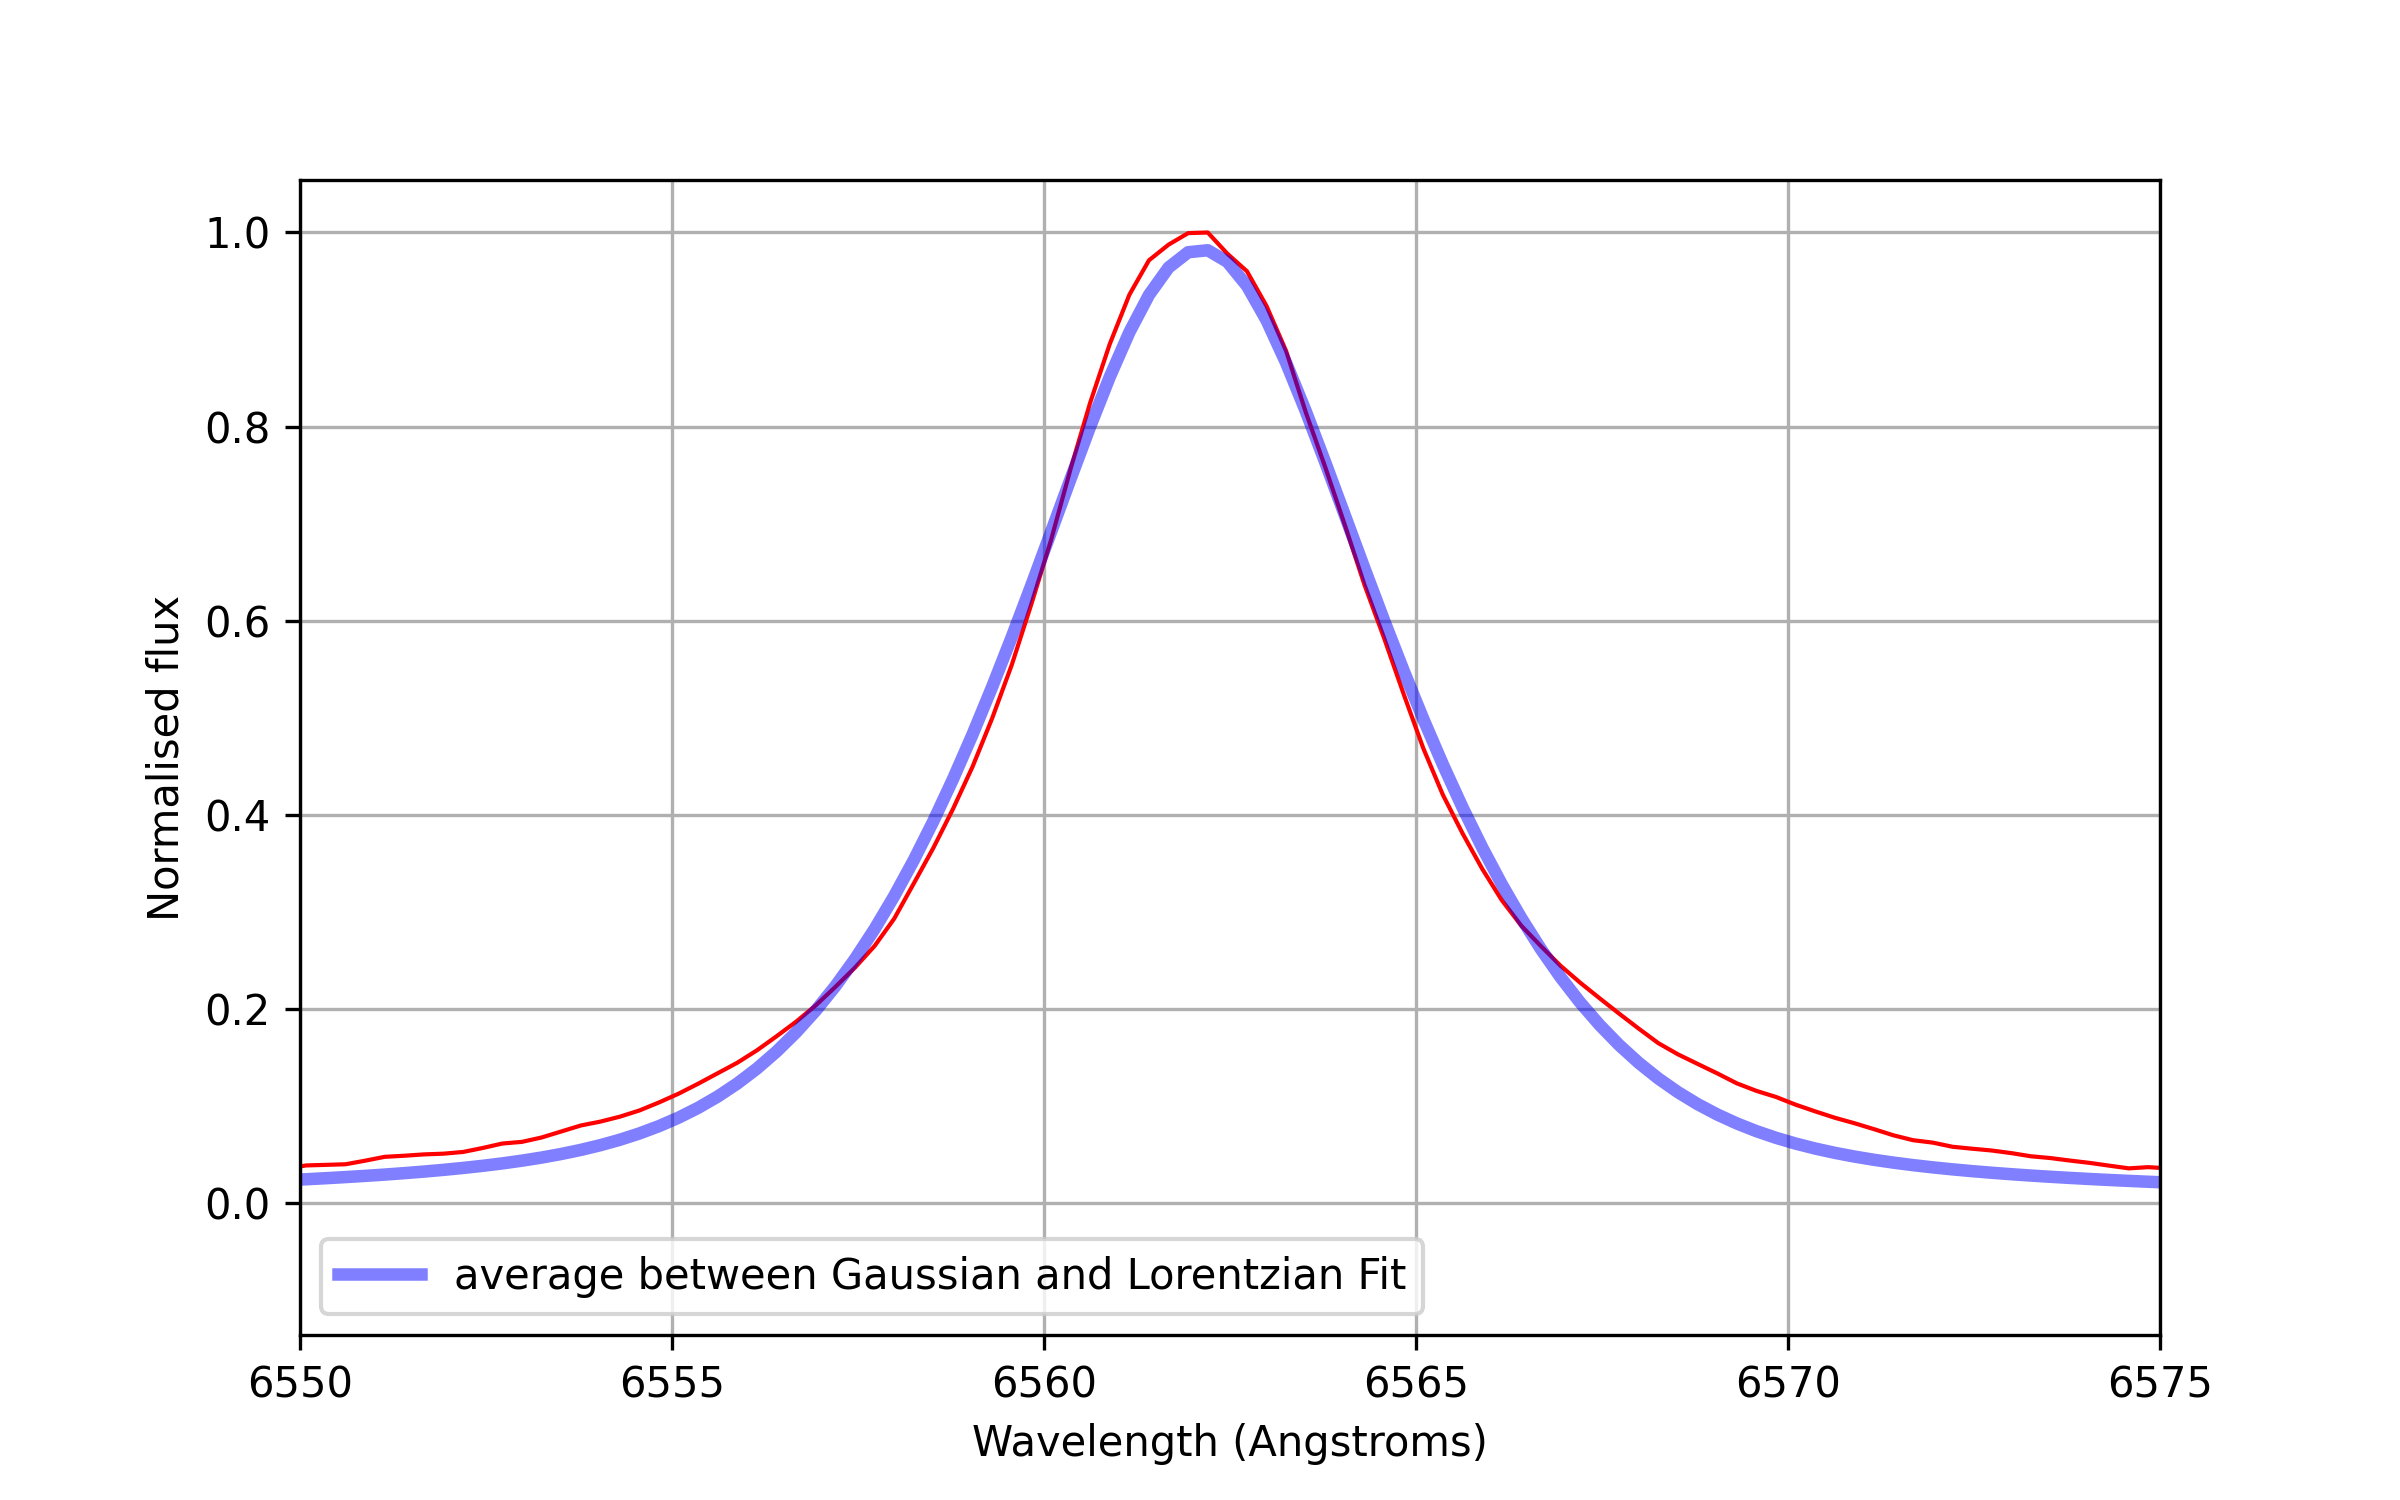 1.0
0.8
0.6
0.4
0.2
0.0
Normalised flux
average between Gaussian and Lorentzian Fit
6550 6555 6560 6565 6570 6575
Wavelength (Angstroms)